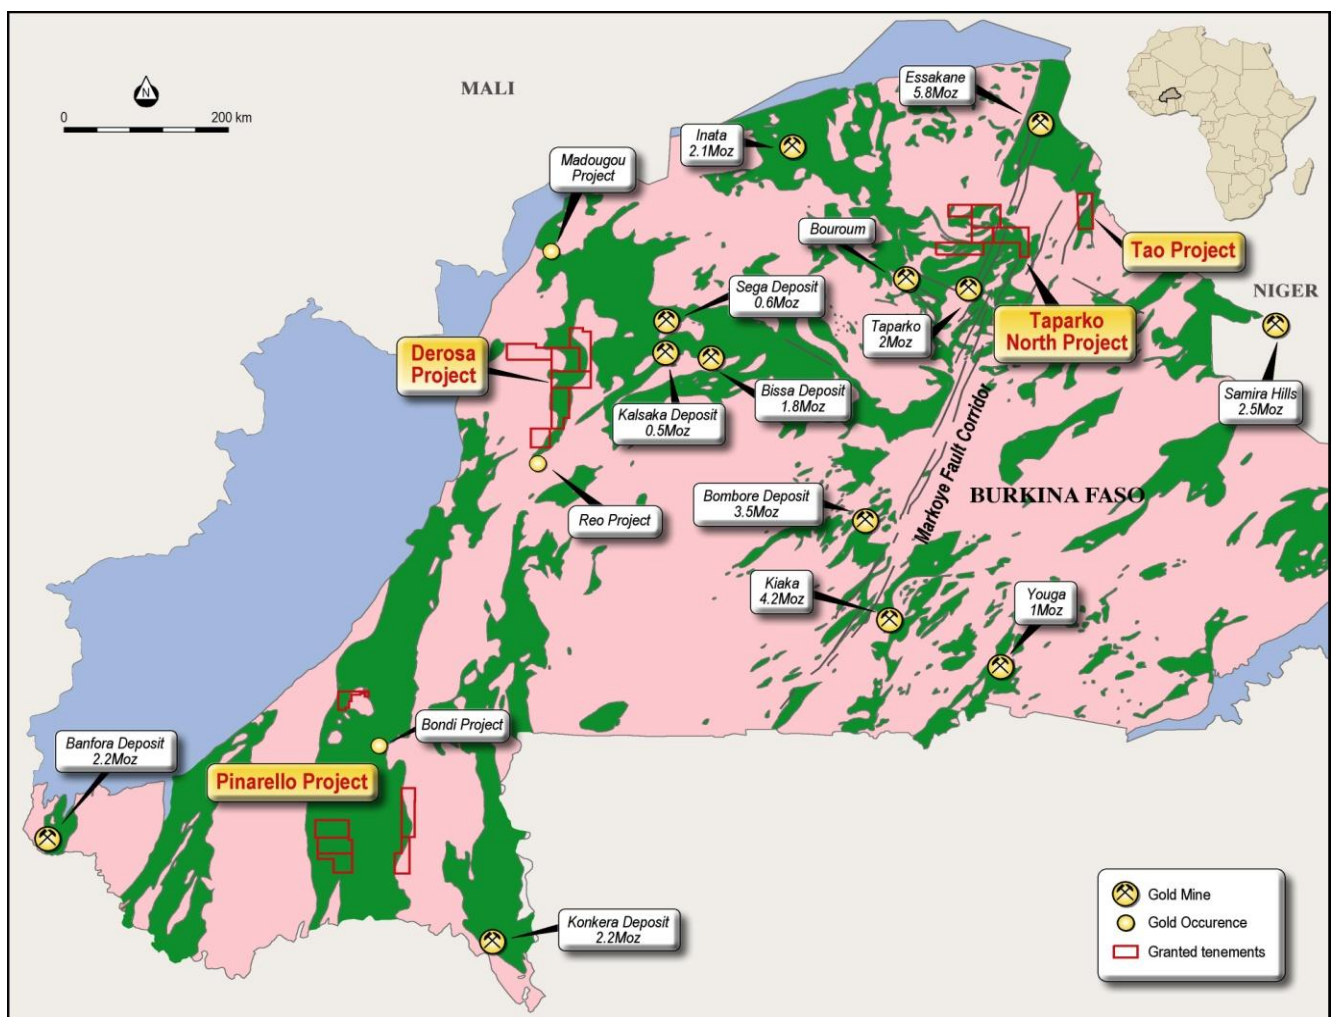 MALI
Essakane
5.8Moz
N
0
200 km
Inata
2.1Moz
Madougou
Project
Bouroum
Tao Project
Sega Deposit
0.6Moz
NIGER
Taparko
2Moz
Taparko
North Project
Derosa
Project
Bissa Deposit
1.8Moz
Samira Hills
2.5Moz
Kalsaka Deposit
0.5Moz
Markoye Fault Corridor
BURKINA FASO
Bombore Deposit
3.5Moz
Reo Project
Kiaka
4.2Moz
Youga
1Moz
Bondi Project
Banfora Deposit
2.2Moz
Pinarello Project
Konkera Deposit
2.2Moz
Gold Mine
Gold Occurence
Granted tenements